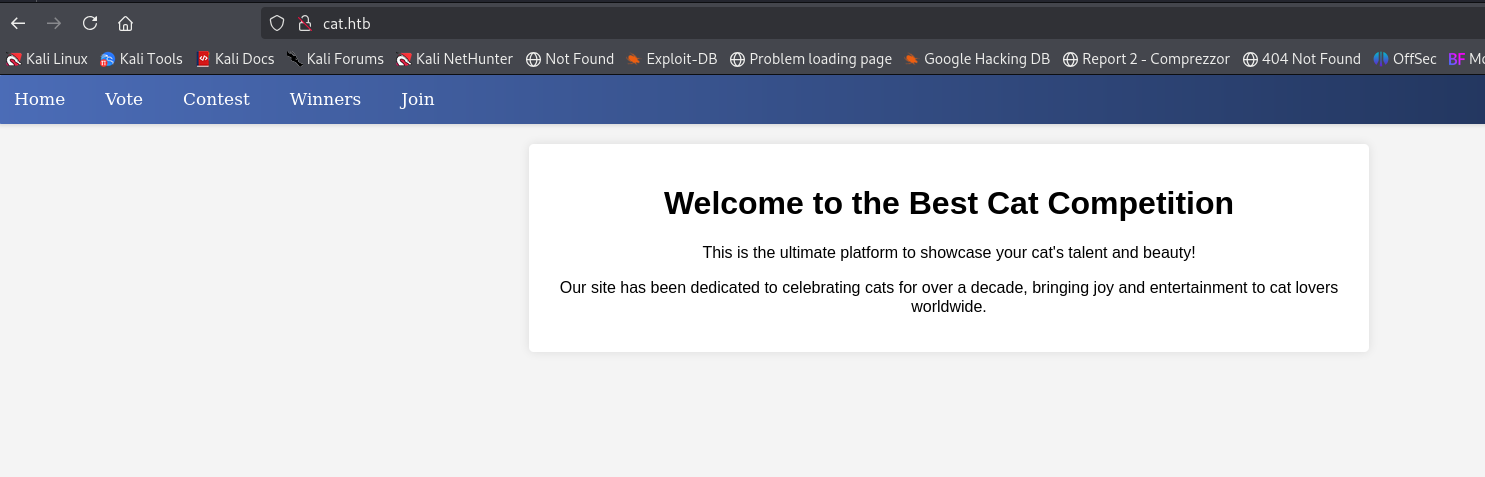 cat.htb
Kali Linux Kali Tools Kali Docs Kali Forums Kali NetHunter Not Found Exploit-DB Problem loading page Google Hacking DB Report 2 - Comprezzor 404 Not Found OffSec
Home Vote Contest Winners Join
Welcome to the Best Cat Competition
This is the ultimate platform to showcase your cat's talent and beauty!
Our site has been dedicated to celebrating cats for over a decade, bringing joy and entertainment to cat lovers
worldwide.